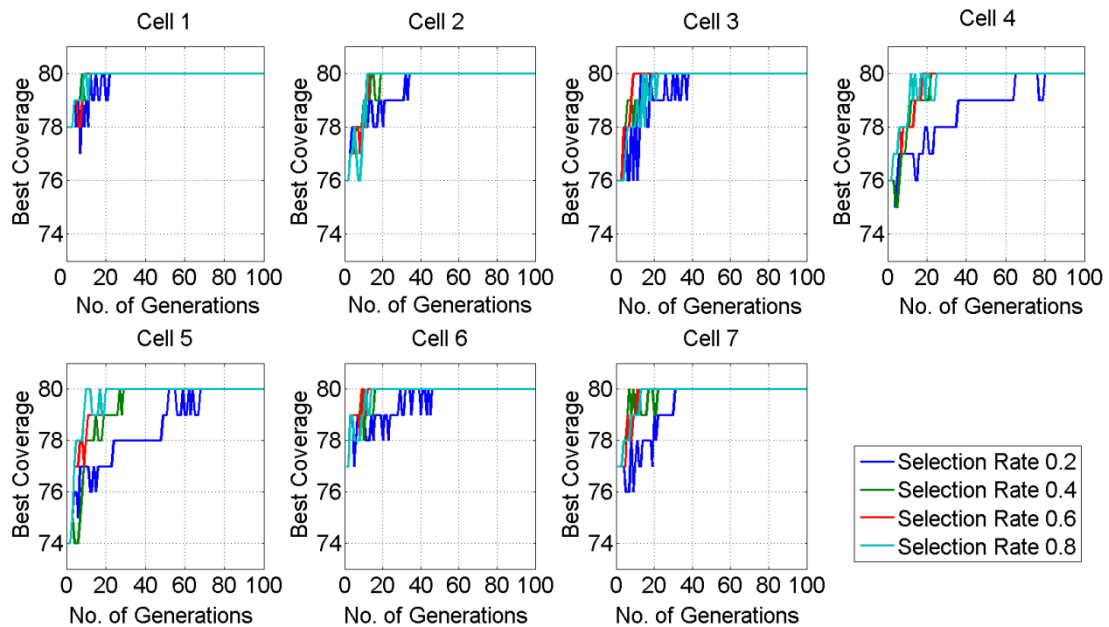 Cell 1
Cell 2
Cell 3
Cell 4
Best Coverage
80
78
76
74
0 20 40 60 80 100
No. of Generations
Best Coverage
80
78
76
74
0 20 40 60 80 100
No. of Generations
Best Coverage
80
78
76
74
0 20 40 60 80 100
No. of Generations
Best Coverage
80
78
76
74
0 20 40 60 80 100
No. of Generations
Cell 5
Cell 6
Cell 7
Best Coverage
80
78
76
74
0 20 40 60 80 100
No. of Generations
Best Coverage
80
78
76
74
0 20 40 60 80 100
No. of Generations
Best Coverage
80
78
76
74
0 20 40 60 80 100
No. of Generations
Selection Rate 0.2
Selection Rate 0.4
Selection Rate 0.6
Selection Rate 0.8